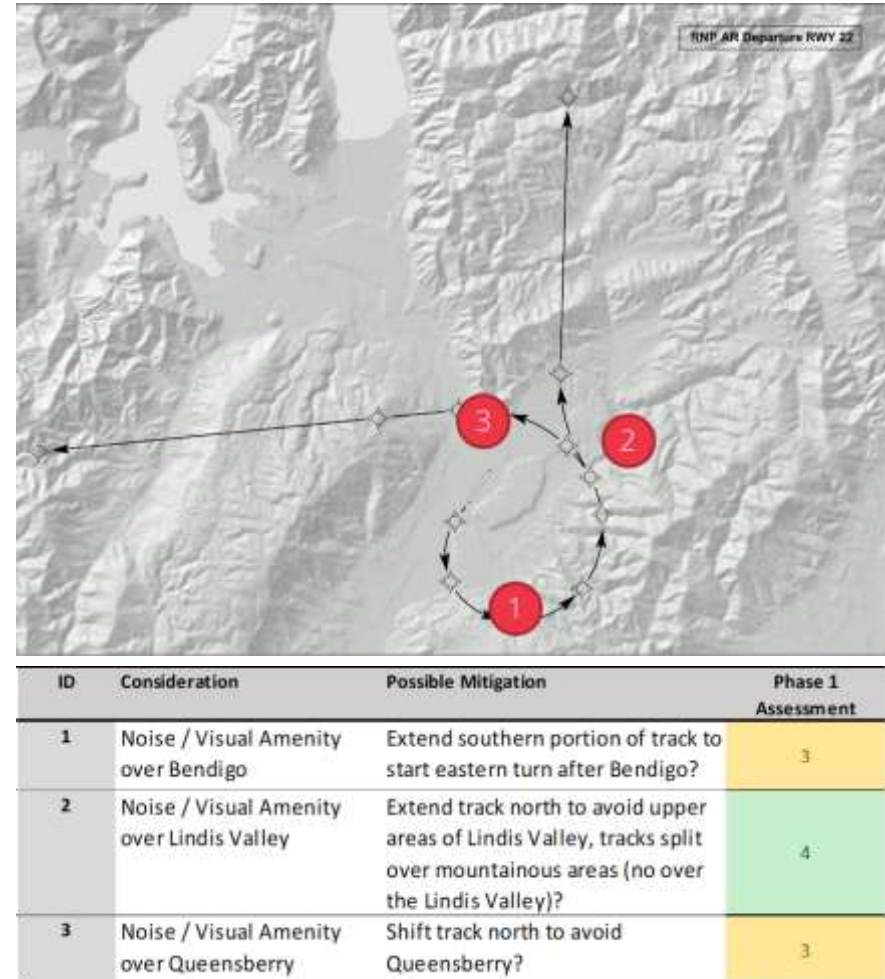 RNP AR Departure RWY 22
3
2
1
ID Consideration Possible Mitigation Phase 1
Assessment
1 Noise / Visual Amenity Extend southern portion of track to 3
over Bendigo start eastern turn after Bendigo?
2 Noise / Visual Amenity Extend track north to avoid upper
over Lindis Valley areas of Lindis Valley, tracks split 4
over mountainous areas (no over
the Lindis Valley)?
3 Noise / Visual Amenity Shift track north to avoid 3
over Queensberry Queensberry?